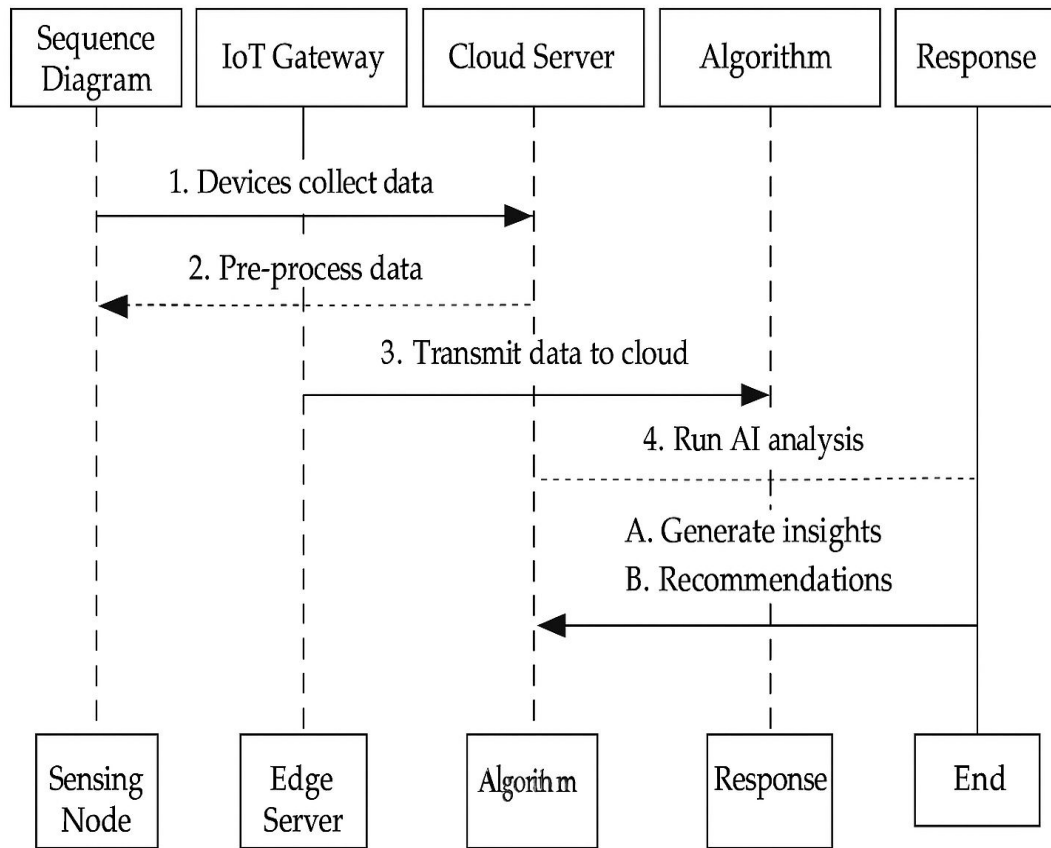 Sequence
Diagram
IoT Gateway
Cloud Server
Algorithm
Response
1. Devices collect data
2. Pre-process data
3. Transmit data to cloud
4. Run AI analysis
A. Generate insights
B. Recommendations
Sensing
Node
Edge
Server
Algorithm
Response
End